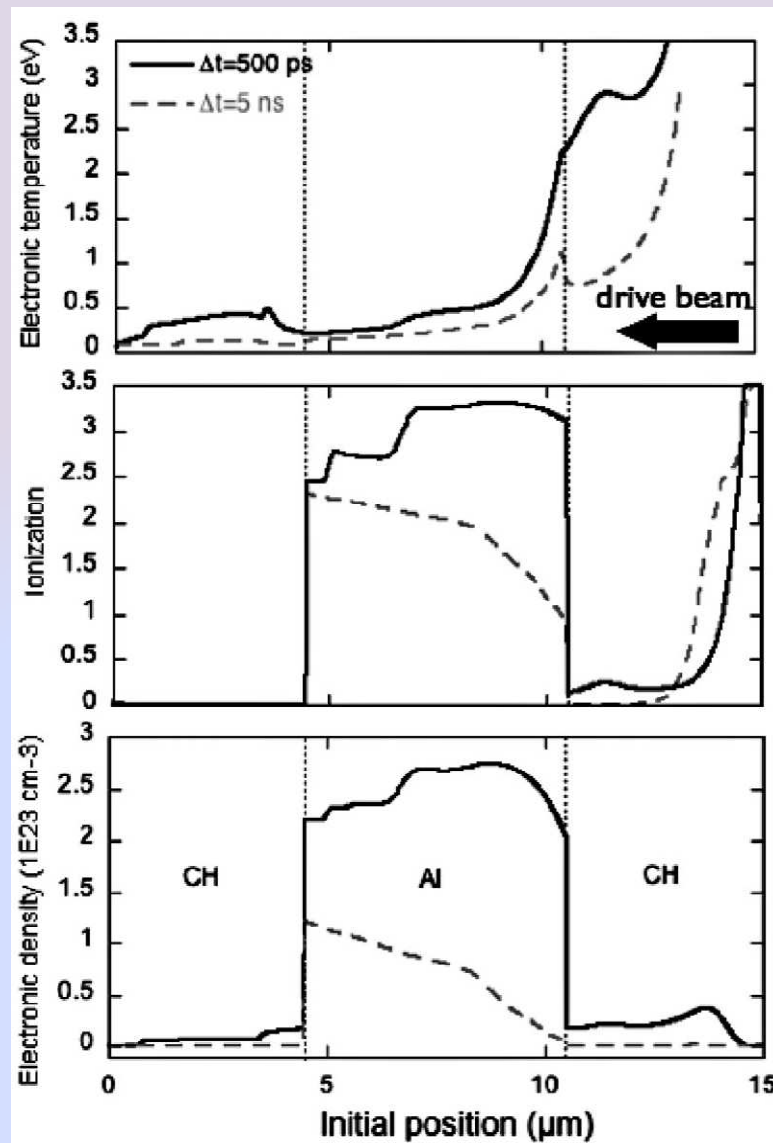 3.5
3
2.5
2
1.5
1
0.5
0
Electronic temperature (eV)
Δt=500 ps
Δt=5 ns
drive beam
3.5
3
2.5
2
1.5
1
0.5
0
Ionization
3
2.5
2
1.5
1
0.5
0
Electronic density (1E23 cm-3)
CH Al CH
0 5 10 15
Initial position (µm)